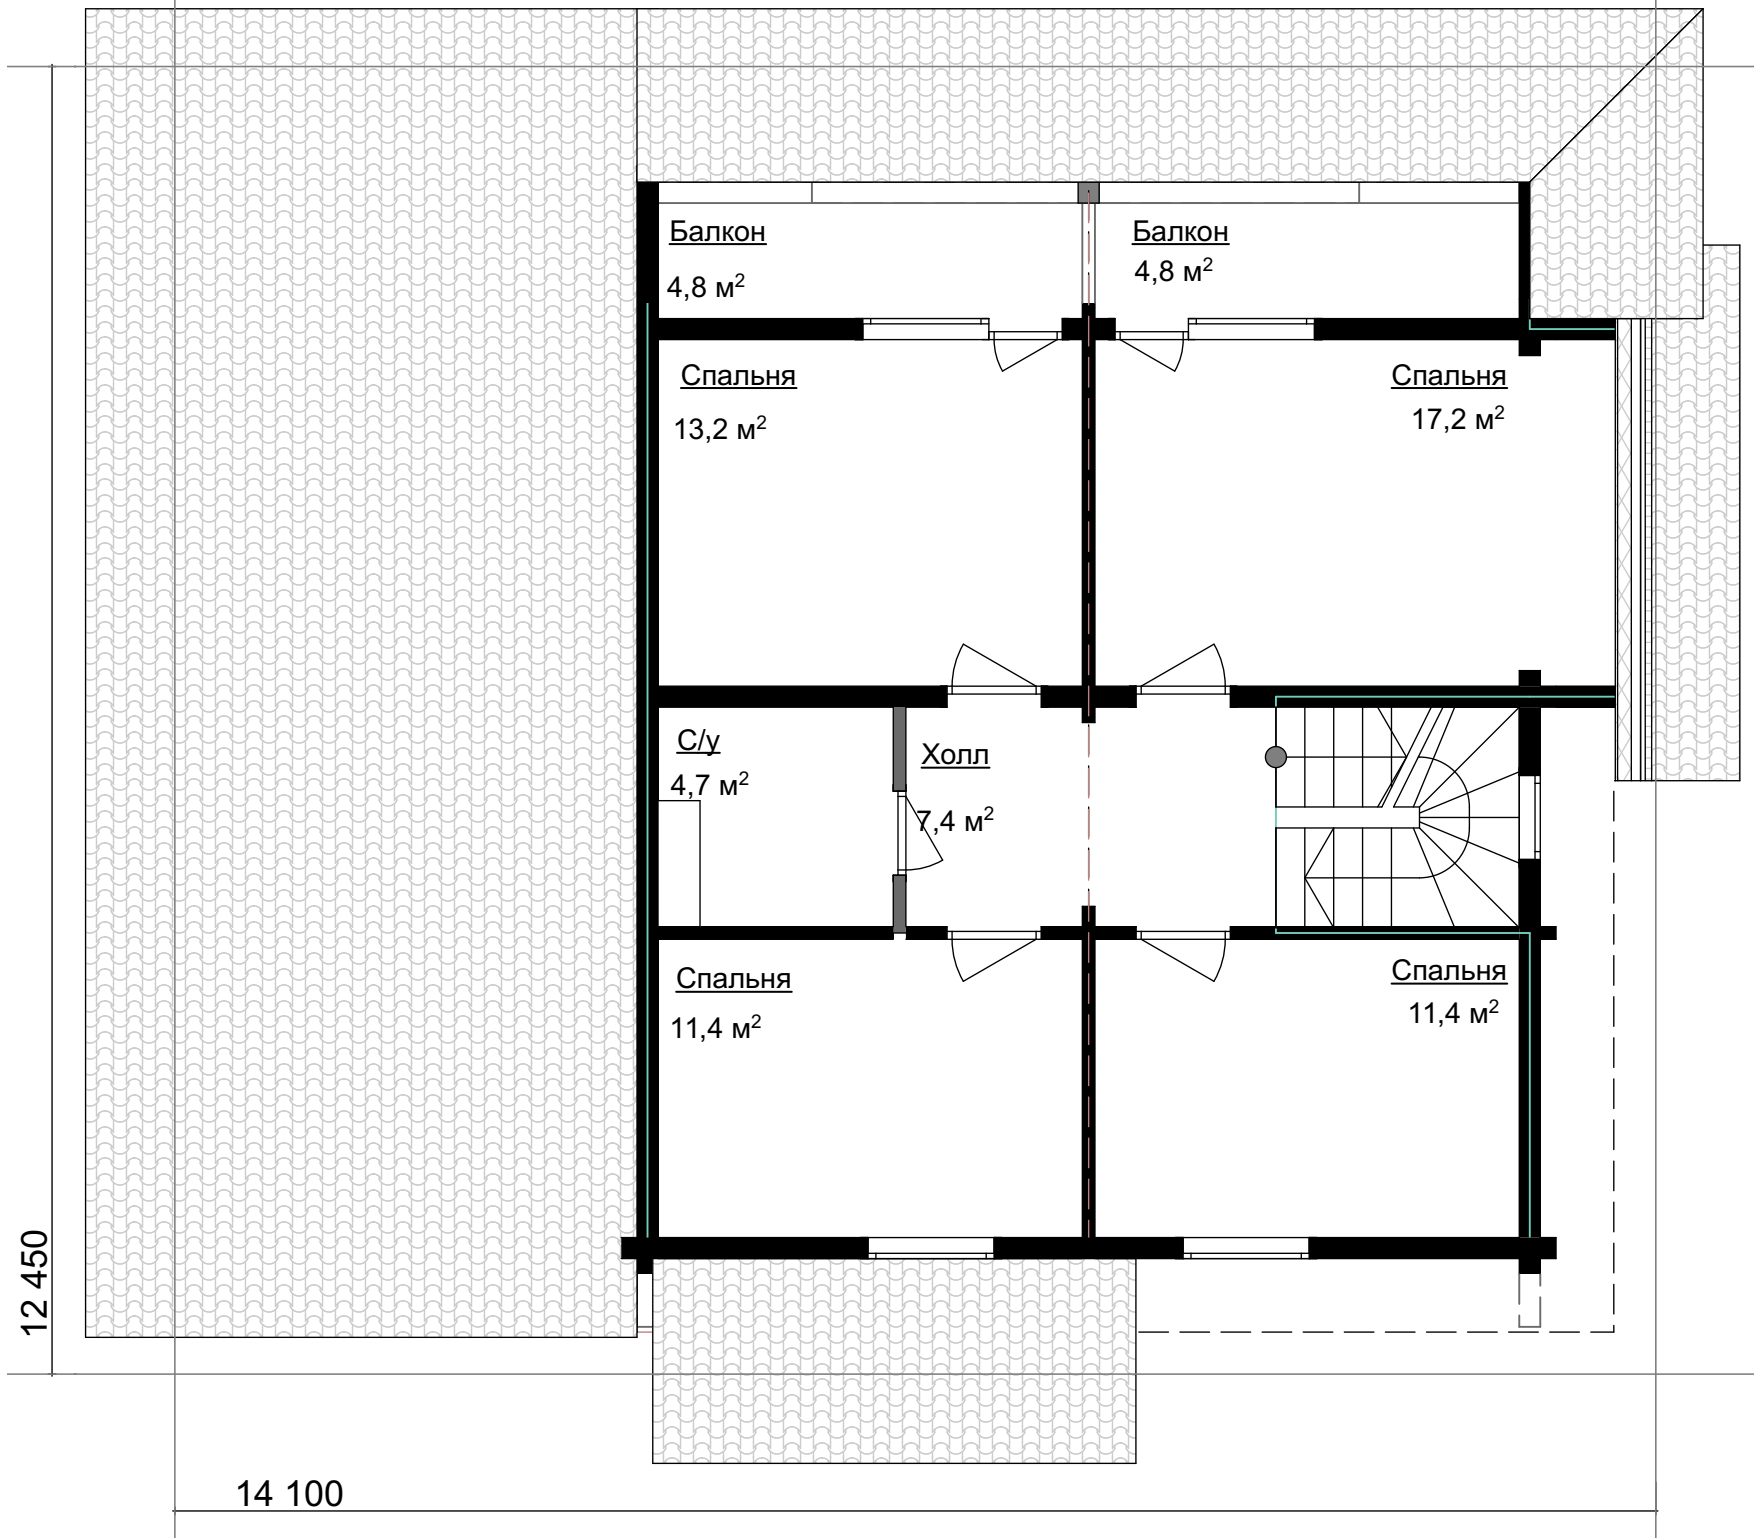 Балкон
4,8 м²
Балкон
4,8 м²
Спальня
13,2 м²
Спальня
17,2 м²
С/у
4,7 м²
Холл
7,4 м²
Спальня
11,4 м²
Спальня
11,4 м²
12 450
14 100